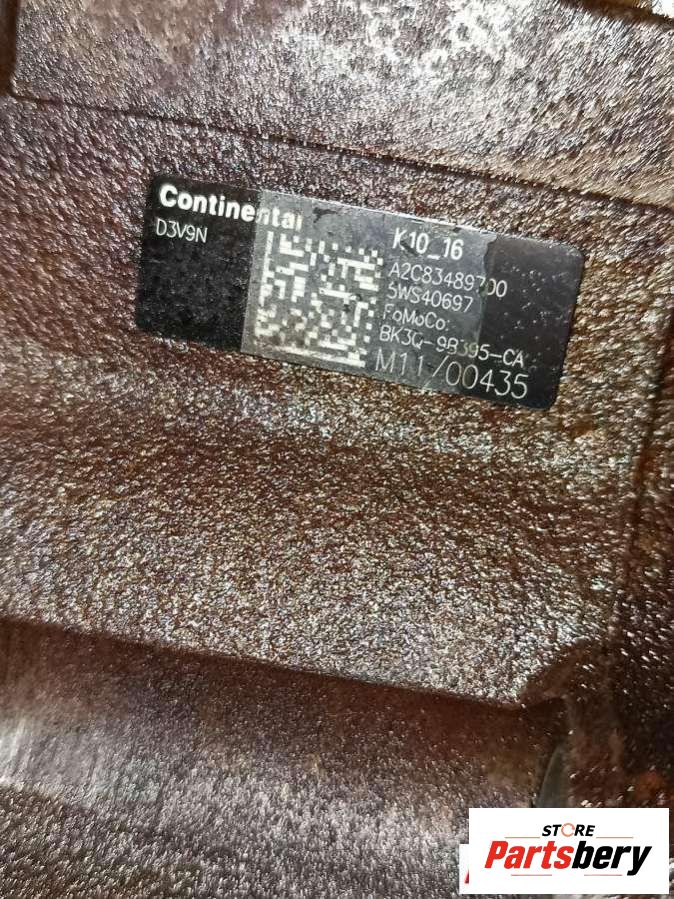 Continental
D3V9N
K10_16
A2C83489700
5WS40697
FoMoCo:
BK3Q-9B395-CA
M11/00435
STORE
Partsbery